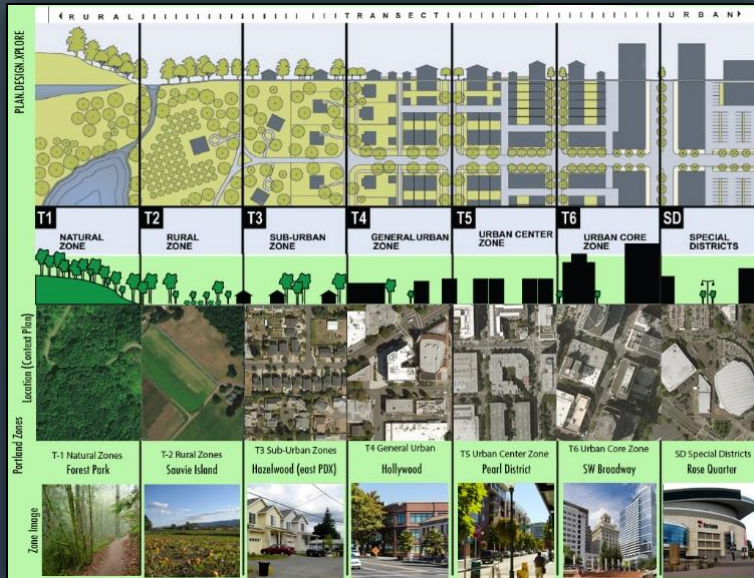 RURAL TRANSECT URBAN
PLAN.DESIGN.XPLORE
T1 T2 T3 T4 T5 T6 SD
NATURAL ZONE
RURAL ZONE
SUB-URBAN ZONE
GENERAL URBAN ZONE
URBAN CENTER ZONE
URBAN CORE ZONE
SPECIAL DISTRICTS
Location (Context Plan)
Portland Zones
T-1 Natural Zones
Forest Park
T-2 Rural Zones
Sauvie Island
T3 Sub-Urban Zones
Hazelwood (east PDX)
T4 General Urban
Hollywood
T5 Urban Center Zone
Pearl District
T6 Urban Core Zone
SW Broadway
SD Special Districts
Rose Quarter
Zone Image